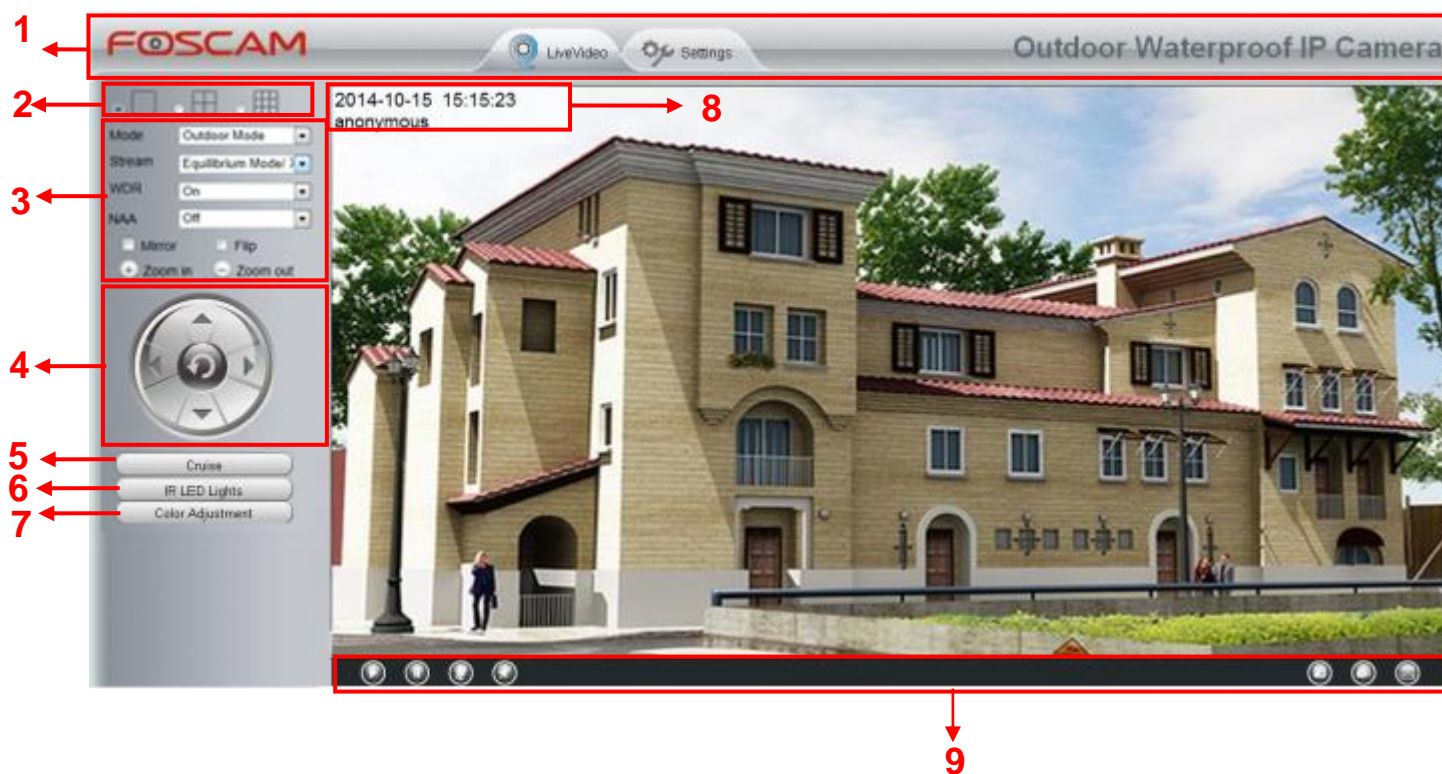 1
FOSCAM
LiveVideo
Settings
Outdoor Waterproof IP Camera
2
2014-10-15 15:15:23
anonymous
8
3
Mode
Outdoor Mode
Stream
Equilibrium Mode/
WDR
On
NAA
Off
Mirror
Flip
Zoom in
Zoom out
4
5
Cruise
6
IR LED Lights
7
Color Adjustment
9